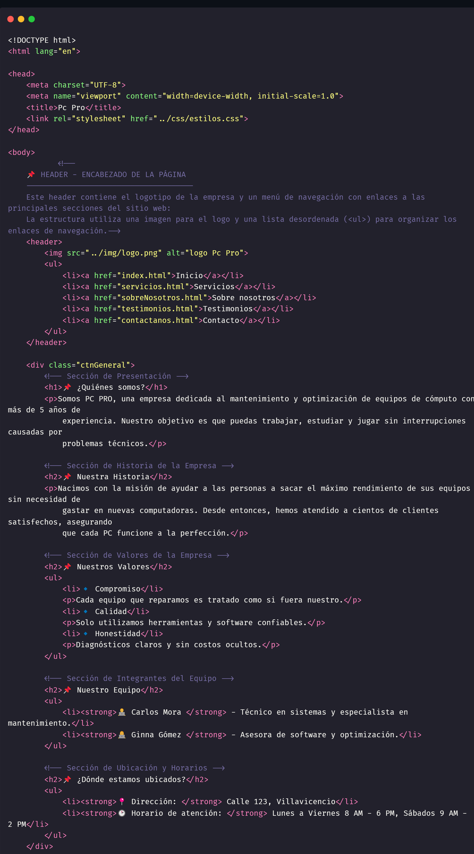 <!DOCTYPE html>
<html lang="en">
<head>
<meta charset="UTF-8">
<meta name="viewport" content="width=device-width, initial-scale=1.0">
<title>Pc Pro</title>
<link rel="stylesheet" href="../css/estilos.css">
</head>
<body>
<!--
📌 HEADER - ENCABEZADO DE LA PÁGINA
─────────────────────────────────────
Este header contiene el logotipo de la empresa y un menú de navegación con enlaces a las
principales secciones del sitio web:
La estructura utiliza una imagen para el logo y una lista desordenada (<ul>) para organizar los
enlaces de navegación.-->
<header>
<img src="../img/logo.png" alt="logo Pc Pro">
<ul>
<li><a href="index.html">Inicio</a></li>
<li><a href="servicios.html">Servicios</a></li>
<li><a href="sobreNosotros.html">Sobre nosotros</a></li>
<li><a href="testimonios.html">Testimonios</a></li>
<li><a href="contactanos.html">Contacto</a></li>
</ul>
</header>
<div class="ctnGeneral">
<!-- Sección de Presentación -->
<h1>📌 ¿Quiénes somos?</h1>
<p>Somos PC PRO, una empresa dedicada al mantenimiento y optimización de equipos de cómputo con
más de 5 años de
experiencia. Nuestro objetivo es que puedas trabajar, estudiar y jugar sin interrupciones
causadas por
problemas técnicos.</p>
<!-- Sección de Historia de la Empresa -->
<h2>📌 Nuestra Historia</h2>
<p>Nacimos con la misión de ayudar a las personas a sacar el máximo rendimiento de sus equipos
sin necesidad de
gastar en nuevas computadoras. Desde entonces, hemos atendido a cientos de clientes
satisfechos, asegurando
que cada PC funcione a la perfección.</p>
<!-- Sección de Valores de la Empresa -->
<h2>📌 Nuestros Valores</h2>
<ul>
<li>🔹 Compromiso</li>
<p>Cada equipo que reparamos es tratado como si fuera nuestro.</p>
<li>🔹 Calidad</li>
<p>Solo utilizamos herramientas y software confiables.</p>
<li>🔹 Honestidad</li>
<p>Diagnósticos claros y sin costos ocultos.</p>
</ul>
<!-- Sección de Integrantes del Equipo -->
<h2>📌 Nuestro Equipo</h2>
<ul>
<li><strong>👨‍💻 Carlos Mora </strong> - Técnico en sistemas y especialista en
mantenimiento.</li>
<li><strong>👩‍💻 Ginna Gómez </strong> - Asesora de software y optimización.</li>
</ul>
<!-- Sección de Ubicación y Horarios -->
<h2>📌 ¿Dónde estamos ubicados?</h2>
<ul>
<li><strong>📍 Dirección: </strong> Calle 123, Villavicencio</li>
<li><strong>🕒 Horario de atención: </strong> Lunes a Viernes 8 AM - 6 PM, Sábados 9 AM -
2 PM</li>
</ul>
</div>